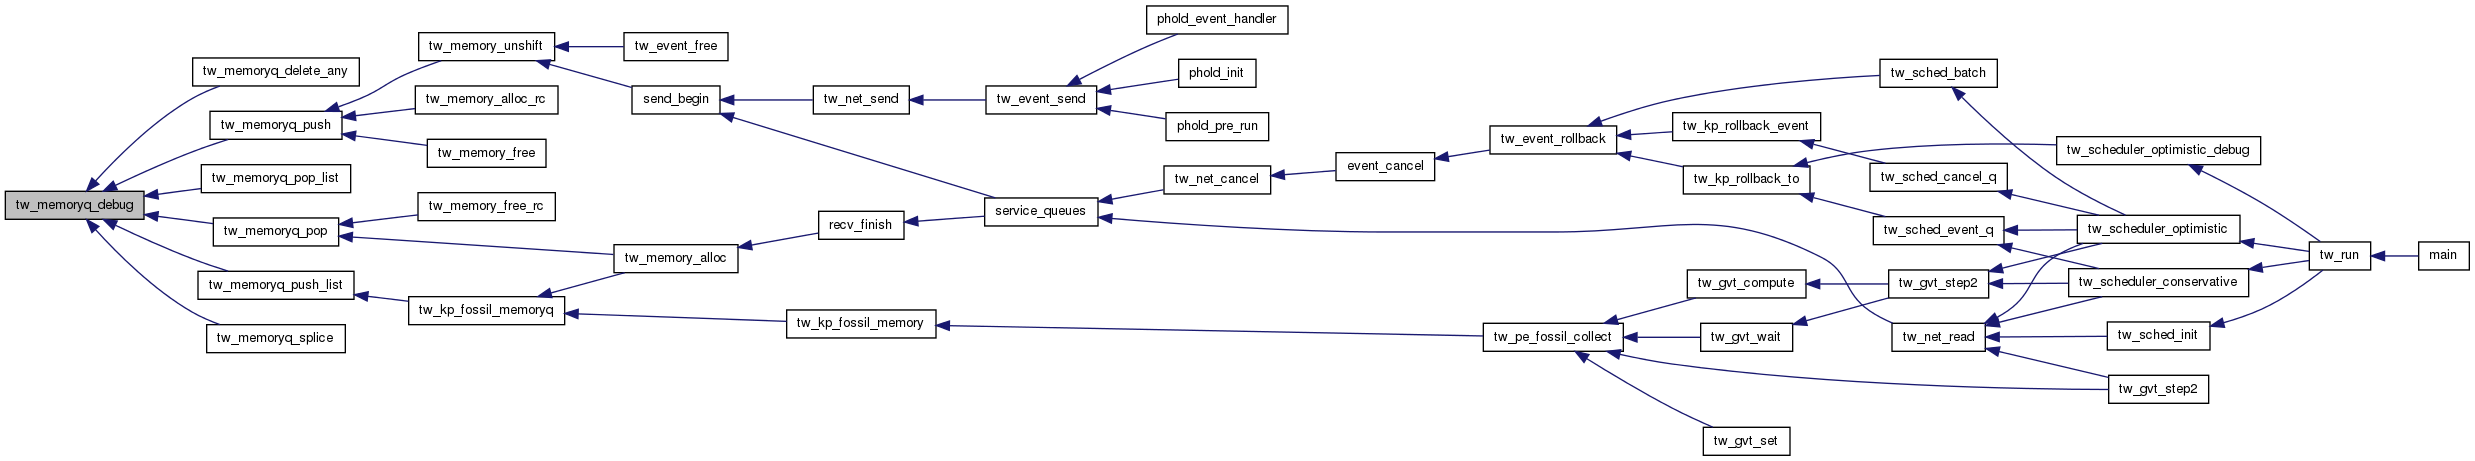 tw_memoryq_debug
tw_memoryq_delete_any
tw_memoryq_push
tw_memoryq_pop_list
tw_memoryq_pop
tw_memoryq_push_list
tw_memoryq_splice
tw_memory_unshift
tw_memory_alloc_rc
tw_memory_free
tw_memory_free_rc
tw_kp_fossil_memoryq
tw_event_free
send_begin
tw_memory_alloc
tw_net_send
recv_finish
tw_kp_fossil_memory
tw_event_send
service_queues
phold_event_handler
phold_init
phold_pre_run
tw_net_cancel
event_cancel
tw_event_rollback
tw_pe_fossil_collect
tw_kp_rollback_event
tw_kp_rollback_to
tw_gvt_compute
tw_gvt_wait
tw_gvt_set
tw_sched_batch
tw_sched_cancel_q
tw_sched_event_q
tw_gvt_step2
tw_net_read
tw_scheduler_optimistic_debug
tw_scheduler_optimistic
tw_scheduler_conservative
tw_sched_init
tw_gvt_step2
tw_run
main